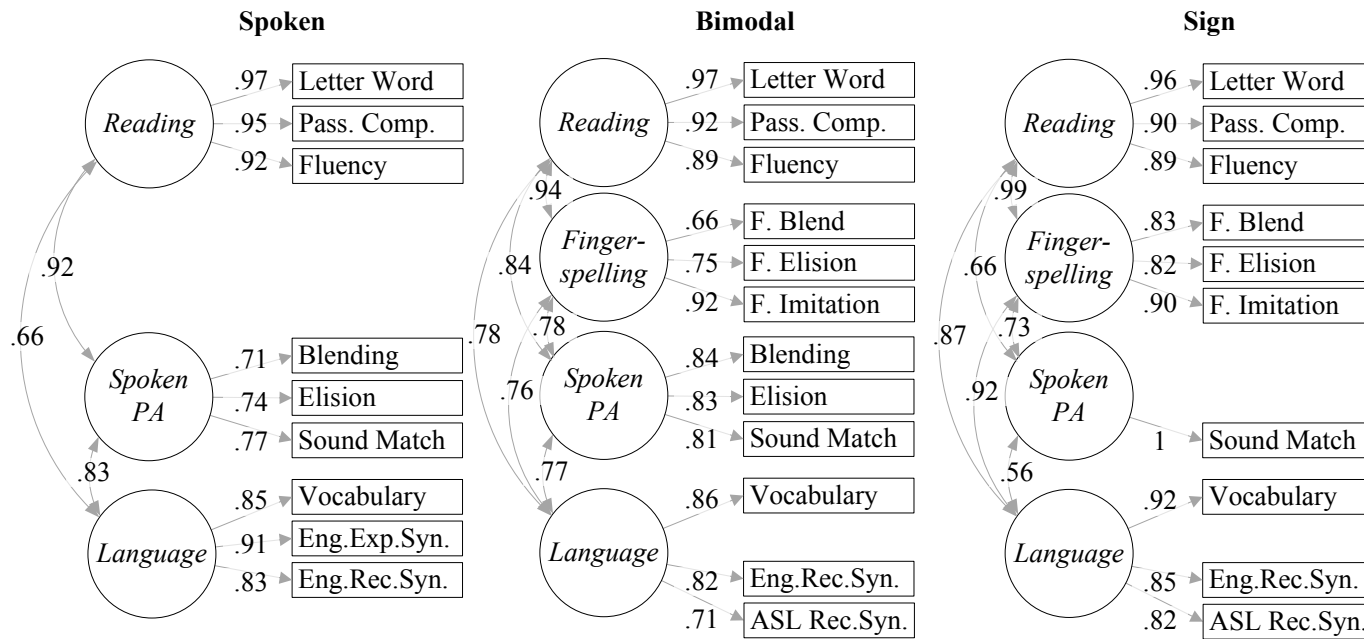 Spoken
.97
Letter Word
Reading
.95
Pass. Comp.
.92
Fluency
.92
.66
.71
Blending
Spoken
PA
.74
Elision
.77
Sound Match
.83
.85
Vocabulary
Language
.91
Eng.Exp.Syn.
.83
Eng.Rec.Syn.
Bimodal
.97
Letter Word
Reading
.92
Pass. Comp.
.89
Fluency
.94
.66
F. Blend
Finger-
spelling
.75
F. Elision
.92
F. Imitation
.84
.78
.78
.76
.84
Blending
Spoken
PA
.83
Elision
.81
Sound Match
.77
.86
Vocabulary
Language
.82
Eng.Rec.Syn.
.71
ASL Rec.Syn.
Sign
.96
Letter Word
Reading
.90
Pass. Comp.
.89
Fluency
.99
.83
F. Blend
Finger-
spelling
.82
F. Elision
.90
F. Imitation
.66
.73
.87
.92
Spoken
PA
1
Sound Match
.56
.92
Vocabulary
Language
.85
Eng.Rec.Syn.
.82
ASL Rec.Syn.